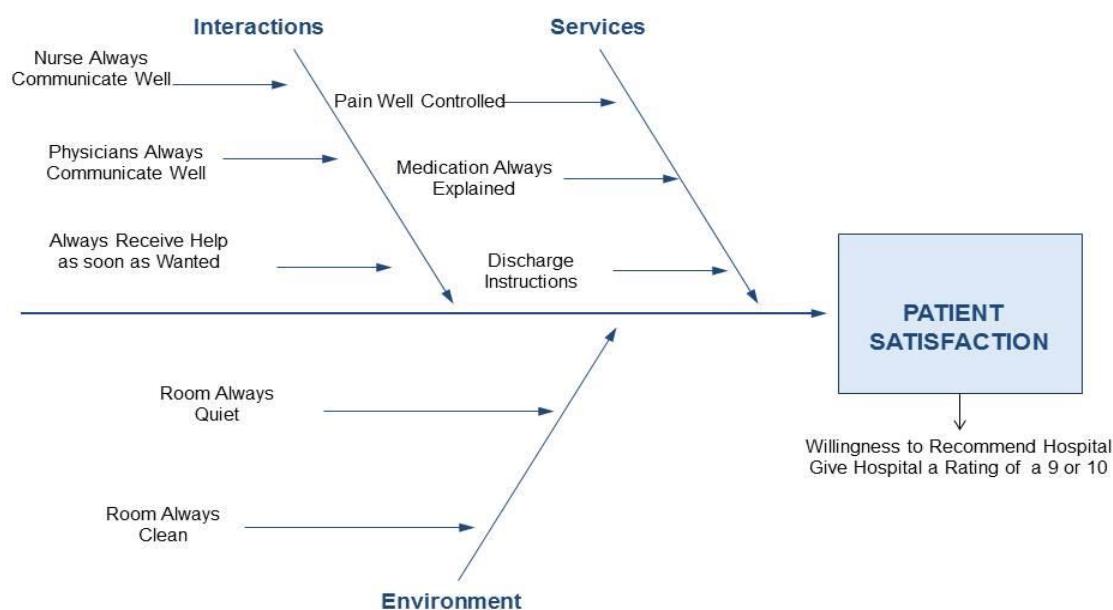 Interactions
Services
Nurse Always
Communicate Well
Pain Well Controlled
Physicians Always
Communicate Well
Medication Always
Explained
Always Receive Help
as soon as Wanted
Discharge
Instructions
PATIENT
SATISFACTION
Room Always
Quiet
Willingness to Recommend Hospital
Give Hospital a Rating of a 9 or 10
Room Always
Clean
Environment